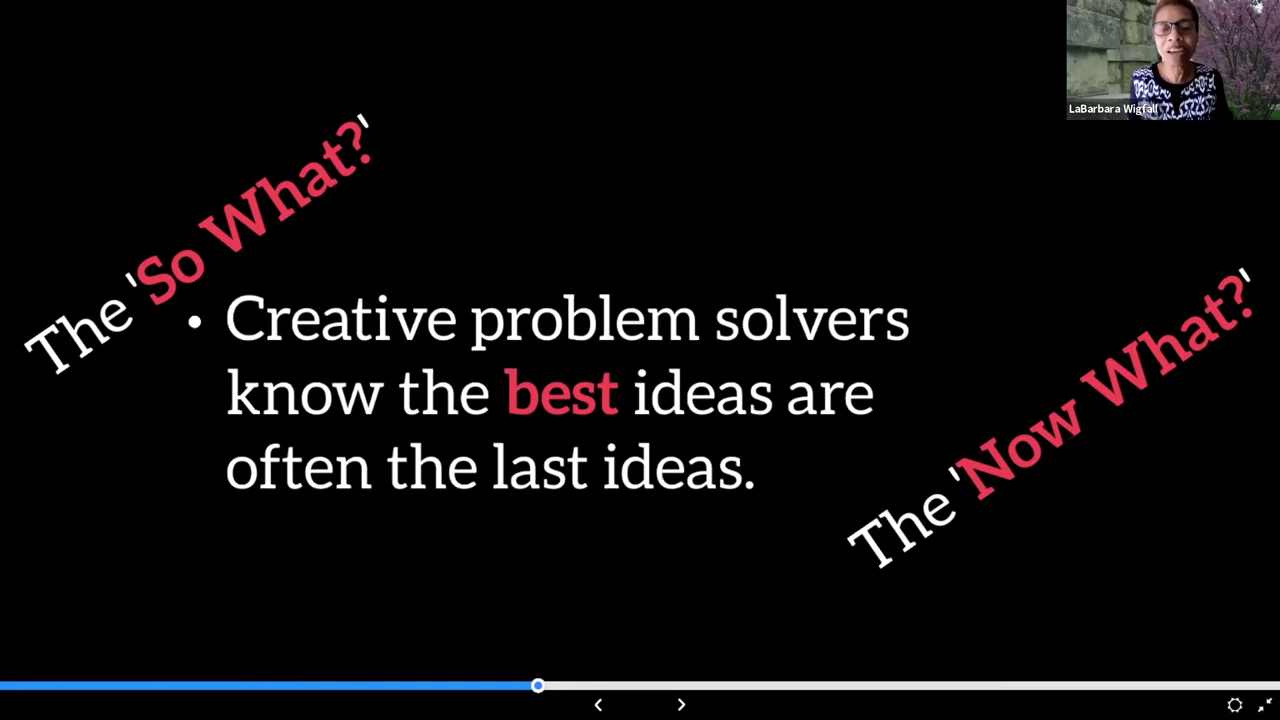 LaBarbara Wigfall
The 'So What?'
• Creative problem solvers
know the best ideas are
often the last ideas.
The 'Now What?'